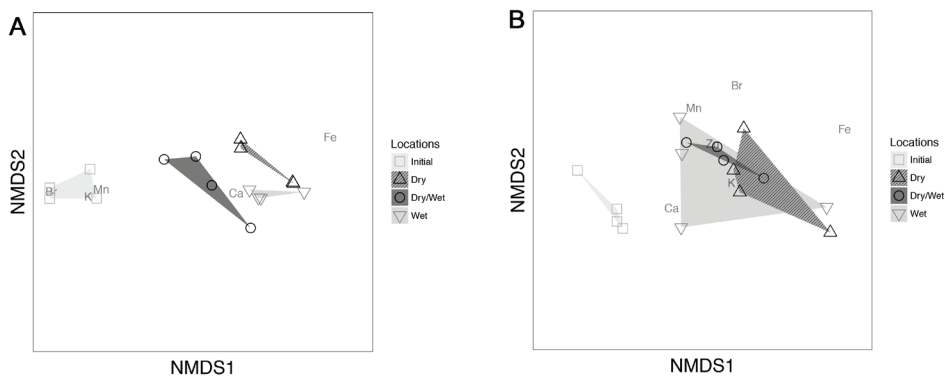 A
NMDS2
NMDS1
Br
K
Mn
Ca
Fe
Locations
Initial
Dry
Dry/Wet
Wet
B
NMDS2
NMDS1
Br
Mn
Fe
K
Ca
Locations
Initial
Dry
Dry/Wet
Wet